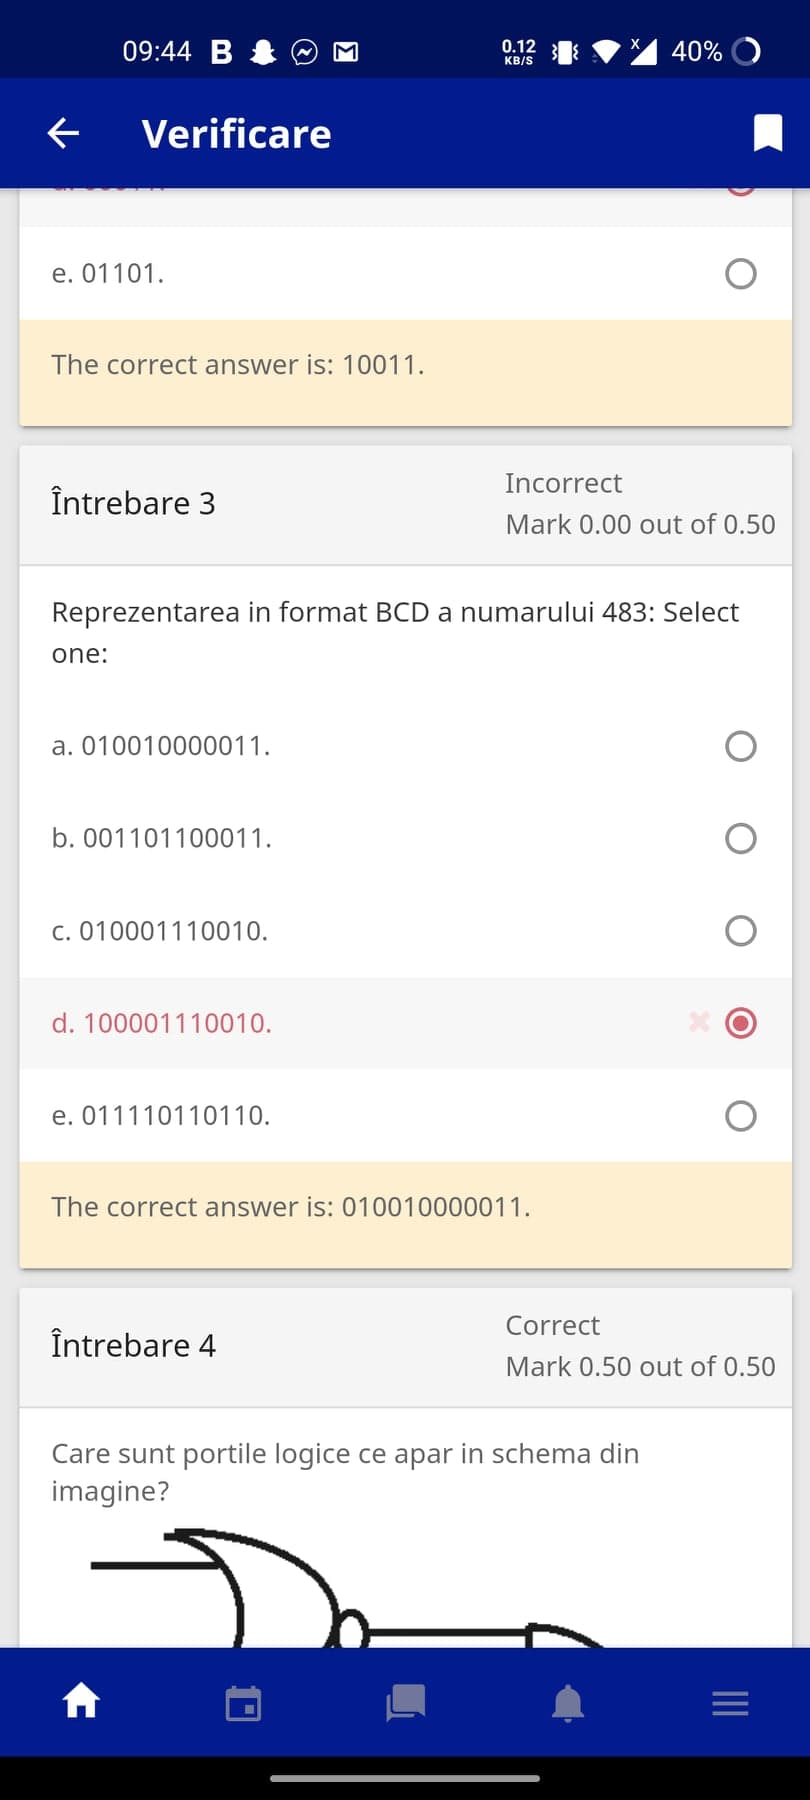 09:44 B
0.12
KB/S
X
40%
Verificare
e. 01101.
The correct answer is: 10011.
Întrebare 3
Incorrect
Mark 0.00 out of 0.50
Reprezentarea in format BCD a numarului 483: Select
one:
a. 010010000011.
b. 001101100011.
c. 010001110010.
d. 100001110010.
e. 011110110110.
The correct answer is: 010010000011.
Întrebare 4
Correct
Mark 0.50 out of 0.50
Care sunt portile logice ce apar in schema din
imagine?